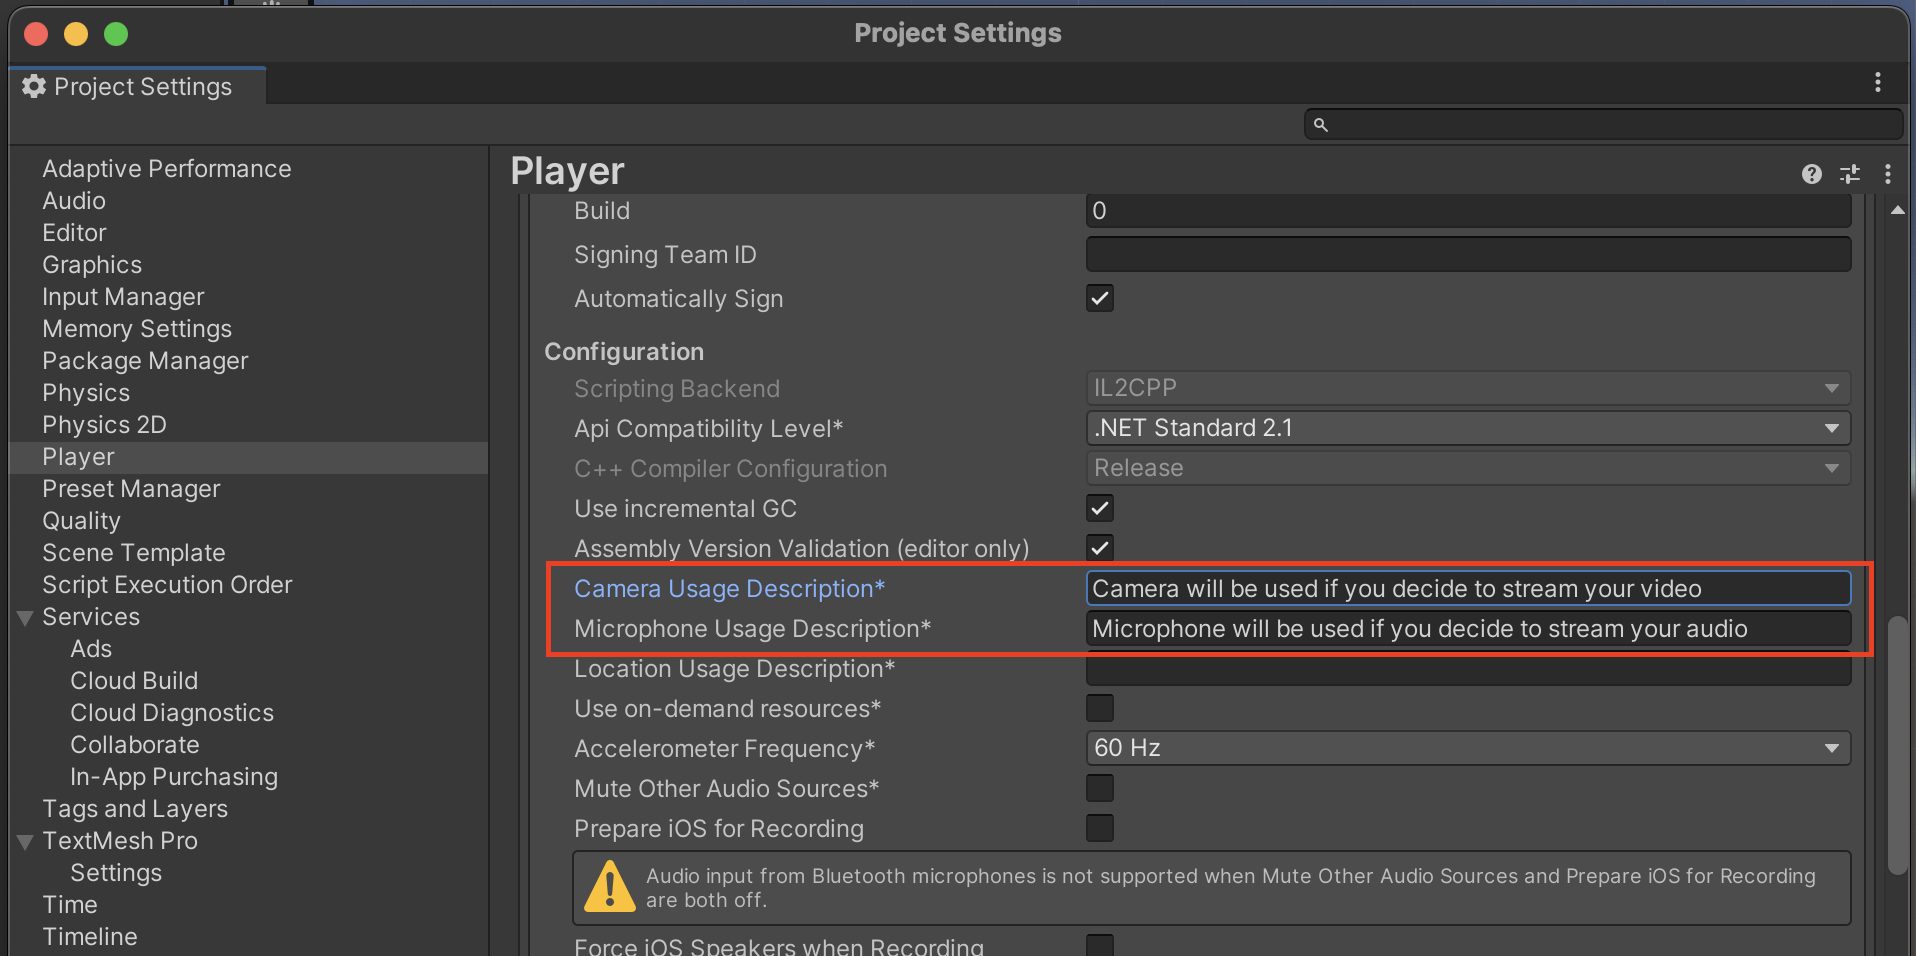 Project Settings
Project Settings
Adaptive Performance
Audio
Editor
Graphics
Input Manager
Memory Settings
Package Manager
Physics
Physics 2D
Player
Preset Manager
Quality
Scene Template
Script Execution Order
Services
Ads
Cloud Build
Cloud Diagnostics
Collaborate
In-App Purchasing
Tags and Layers
TextMesh Pro
Settings
Time
Timeline
Player
Build 0
Signing Team ID
Automatically Sign
Configuration
Scripting Backend IL2CPP
Api Compatibility Level* .NET Standard 2.1
C++ Compiler Configuration Release
Use incremental GC
Assembly Version Validation (editor only)
Camera Usage Description* Camera will be used if you decide to stream your video
Microphone Usage Description* Microphone will be used if you decide to stream your audio
Location Usage Description*
Use on-demand resources*
Accelerometer Frequency* 60 Hz
Mute Other Audio Sources*
Prepare iOS for Recording
Audio input from Bluetooth microphones is not supported when Mute Other Audio Sources and Prepare iOS for Recording
are both off.
Force iOS Speakers when Recording